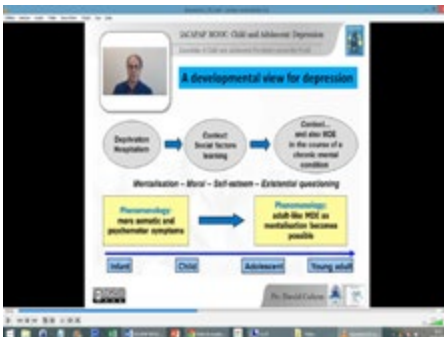 IACAPAP MOOC: Child and Adolescent Depression
A developmental view for depression
Deprivation
Hospitalism
Context
Social factors
learning
Context...
and also MDE
in the course of a
chronic mental
condition
Mentalisation – Moral – Self-esteem – Existential questioning
Phenomenology:
more somatic and
psychomotor symptoms
Phenomenology:
adult-like MDE as
mentalisation becomes
possible
Infant
Child
Adolescent
Young adult
Pr. David Cohen